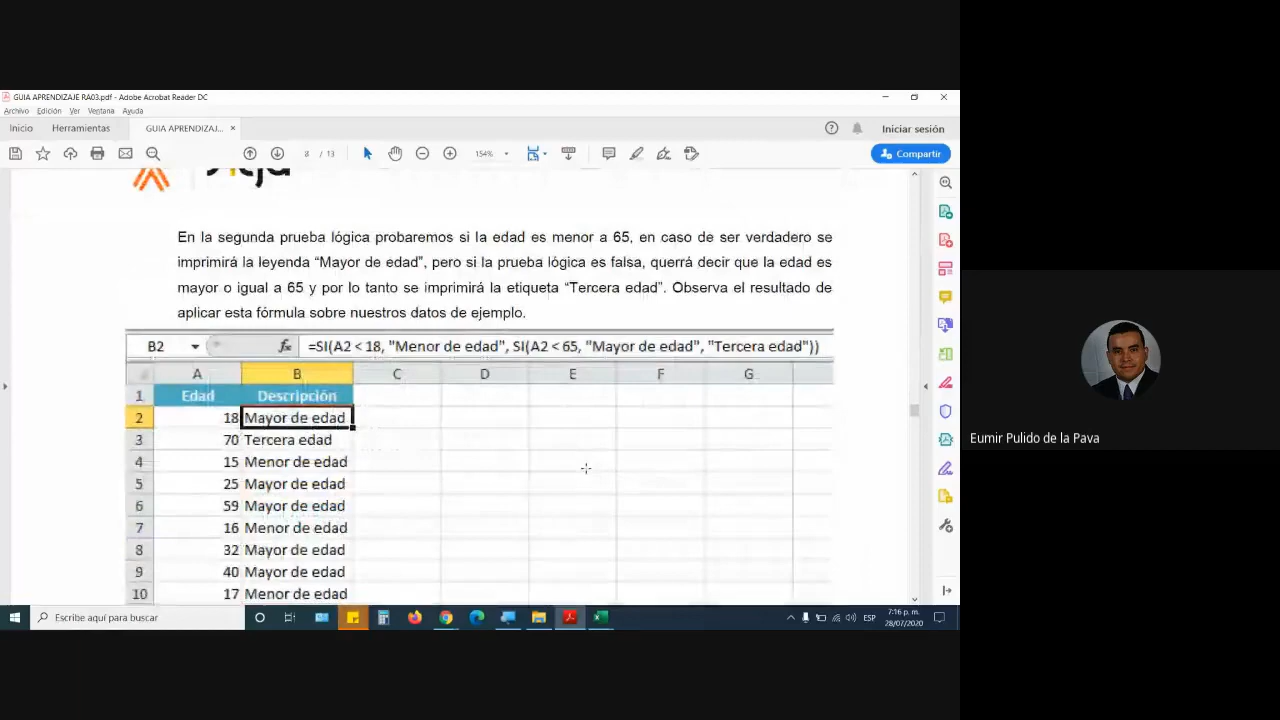 GUIA APRENDIZAJE RA03.pdf - Adobe Acrobat Reader DC
Archivo Edición Ver Ventana Ayuda
Inicio Herramientas GUIA APRENDIZAJ... × Iniciar sesión
8 / 13 154% Compartir
En la segunda prueba lógica probaremos si la edad es menor a 65, en caso de ser verdadero se
imprimirá la leyenda “Mayor de edad”, pero si la prueba lógica es falsa, querrá decir que la edad es
mayor o igual a 65 y por lo tanto se imprimirá la etiqueta “Tercera edad”. Observa el resultado de
aplicar esta fórmula sobre nuestros datos de ejemplo.
B2 fx =SI(A2 < 18, "Menor de edad", SI(A2 < 65, "Mayor de edad", "Tercera edad"))
A B C D E F G
1 Edad Descripción
2 18 Mayor de edad
3 70 Tercera edad
4 15 Menor de edad
5 25 Mayor de edad
6 59 Mayor de edad
7 16 Menor de edad
8 32 Mayor de edad
9 40 Mayor de edad
10 17 Menor de edad
Escribe aquí para buscar
ESP
7:16 p. m.
28/07/2020
Eumir Pulido de la Pava